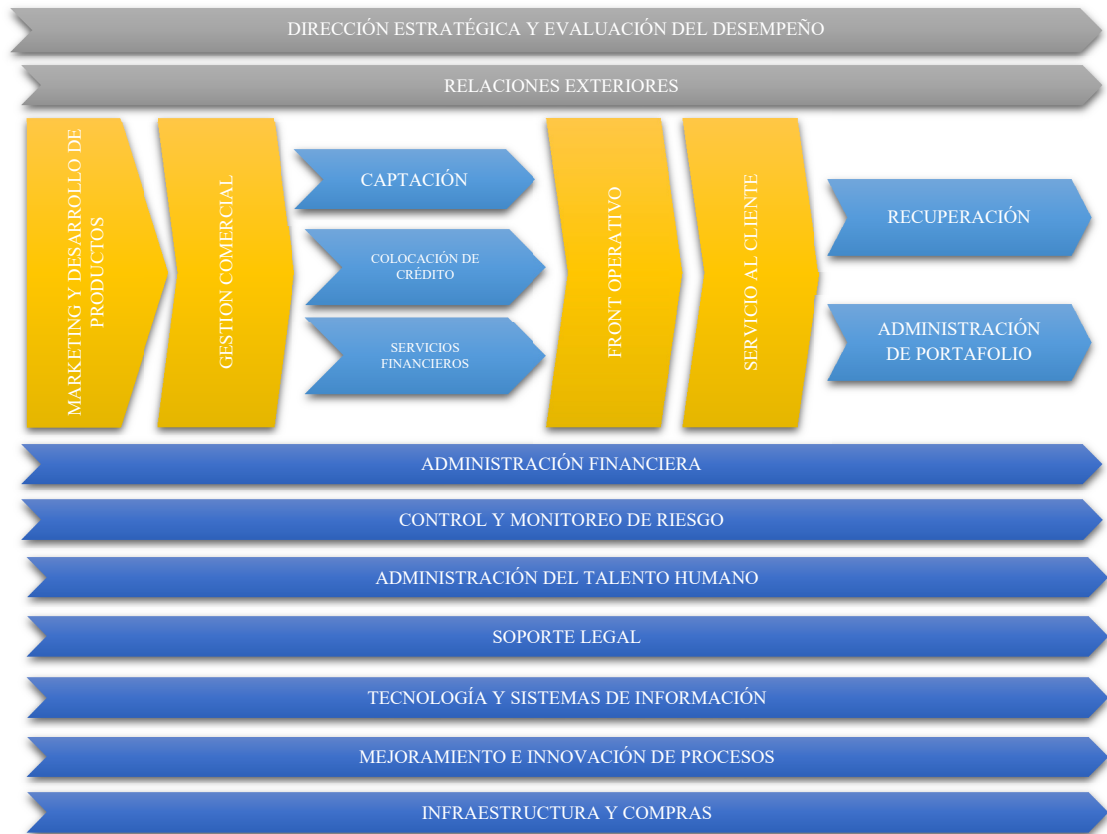 DIRECCIÓN ESTRATÉGICA Y EVALUACIÓN DEL DESEMPEÑO
RELACIONES EXTERIORES
MARKETING Y DESARROLLO DE
PRODUCTOS
GESTION COMERCIAL
CAPTACIÓN
COLOCACIÓN DE
CRÉDITO
SERVICIOS
FINANCIEROS
FRONT OPERATIVO
SERVICIO AL CLIENTE
RECUPERACIÓN
ADMINISTRACIÓN
DE PORTAFOLIO
ADMINISTRACIÓN FINANCIERA
CONTROL Y MONITOREO DE RIESGO
ADMINISTRACIÓN DEL TALENTO HUMANO
SOPORTE LEGAL
TECNOLOGÍA Y SISTEMAS DE INFORMACIÓN
MEJORAMIENTO E INNOVACIÓN DE PROCESOS
INFRAESTRUCTURA Y COMPRAS